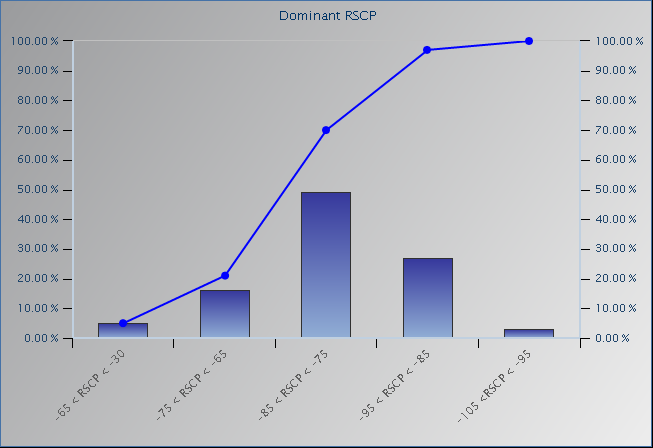 Dominant RSCP
100.00 % 100.00 %
90.00 % 90.00 %
80.00 % 80.00 %
70.00 % 70.00 %
60.00 % 60.00 %
50.00 % 50.00 %
40.00 % 40.00 %
30.00 % 30.00 %
20.00 % 20.00 %
10.00 % 10.00 %
0.00 % 0.00 %
-65 < RSCP < -30
-75 < RSCP < -65
-85 < RSCP < -75
-95 < RSCP < -85
-105 <RSCP < -95